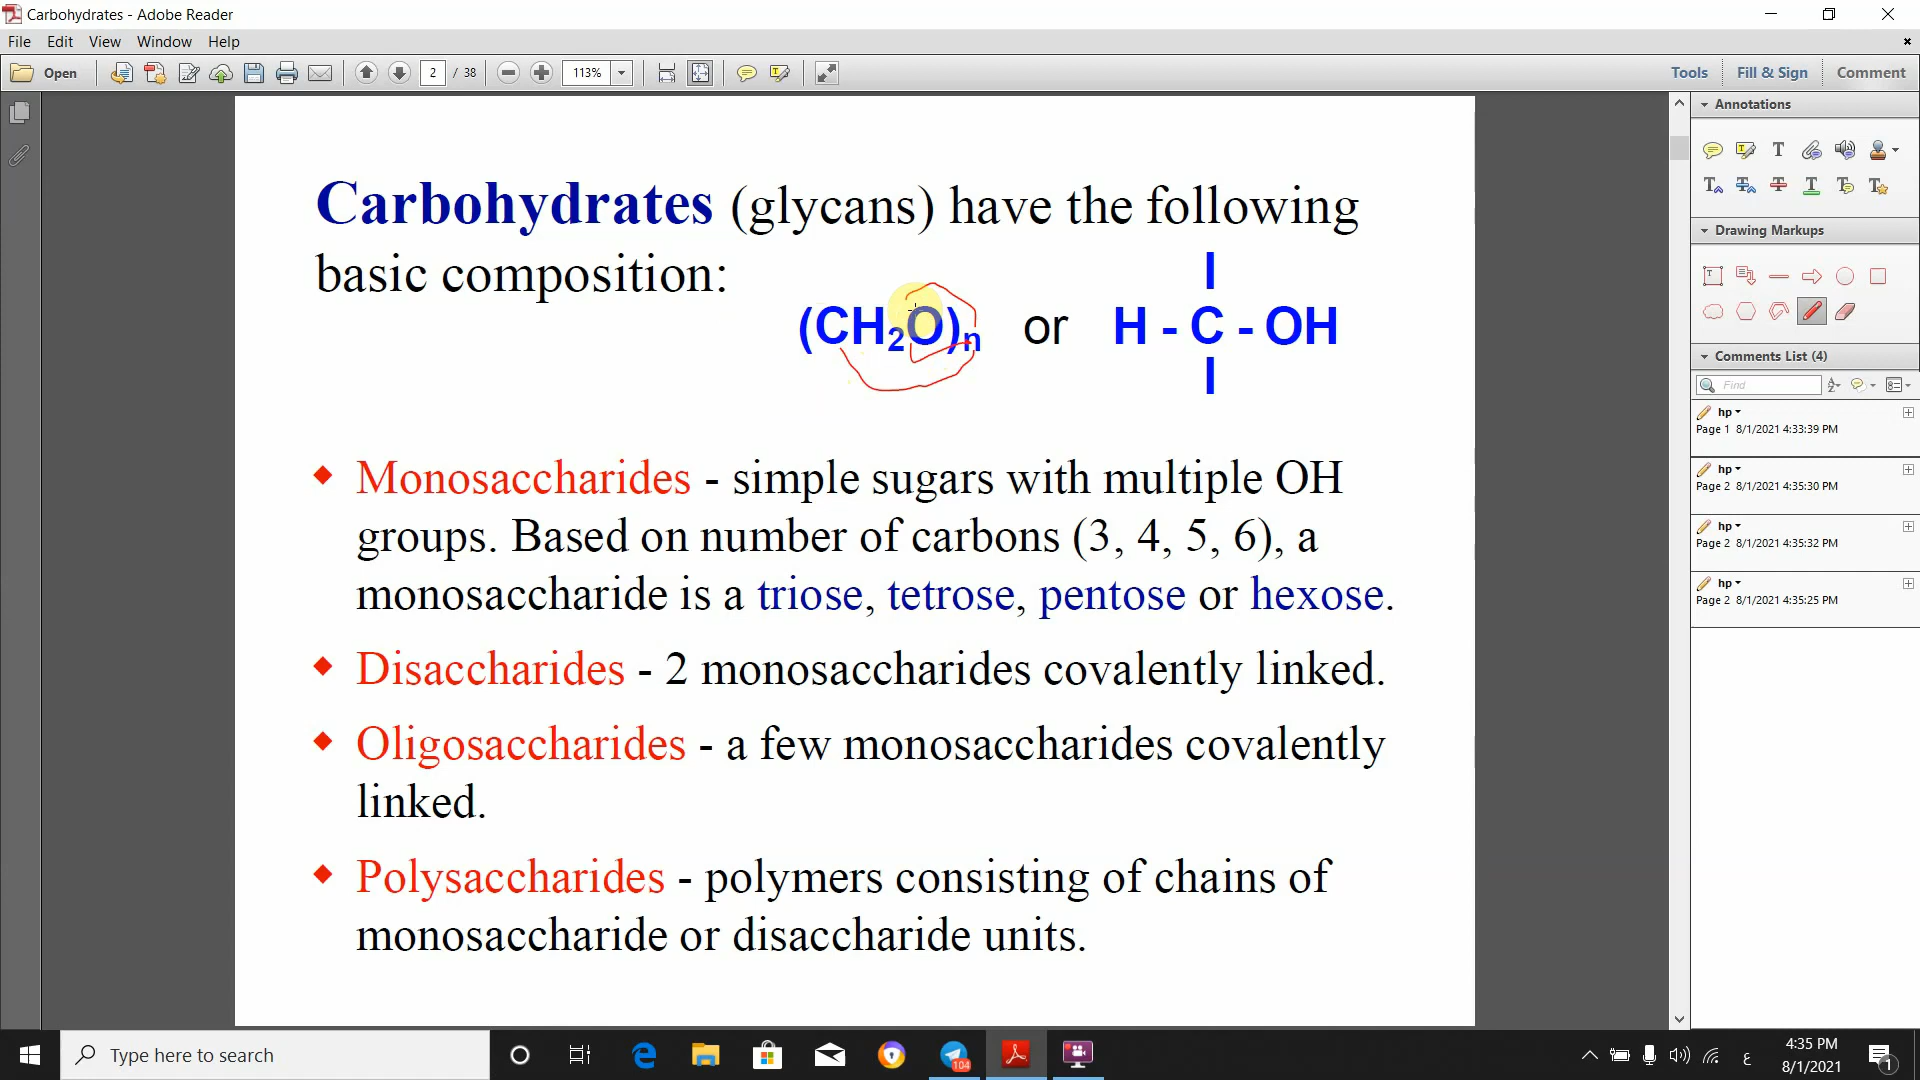 Carbohydrates - Adobe Reader
File Edit View Window Help
Open 2 / 38 113% Tools Fill & Sign Comment
Annotations
Drawing Markups
Comments List (4)
Find
hp
Page 1 8/1/2021 4:33:39 PM
hp
Page 2 8/1/2021 4:35:30 PM
hp
Page 2 8/1/2021 4:35:32 PM
hp
Page 2 8/1/2021 4:35:25 PM
Carbohydrates (glycans) have the following
basic composition:
(CH₂O)ₙ or H - C - OH
◆ Monosaccharides - simple sugars with multiple OH
groups. Based on number of carbons (3, 4, 5, 6), a
monosaccharide is a triose, tetrose, pentose or hexose.
◆ Disaccharides - 2 monosaccharides covalently linked.
◆ Oligosaccharides - a few monosaccharides covalently
linked.
◆ Polysaccharides - polymers consisting of chains of
monosaccharide or disaccharide units.
Type here to search
104
ع
4:35 PM
8/1/2021
1